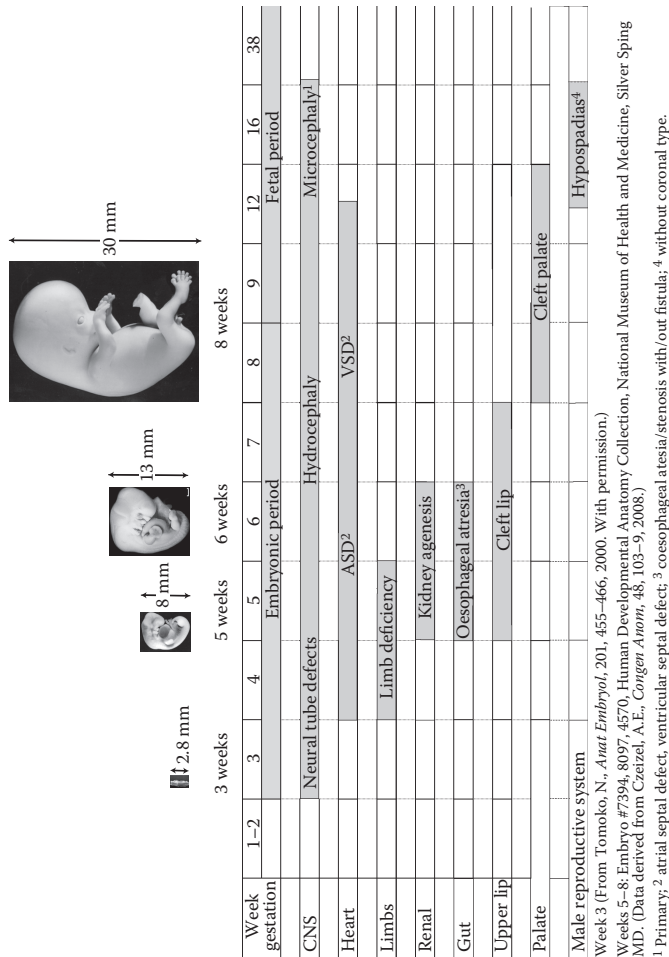 30 mm
13 mm
8 mm
2.8 mm
3 weeks 5 weeks 6 weeks 8 weeks
Week gestation 1–2 3 4 5 6 7 8 9 12 16 38
Embryonic period Fetal period
CNS Neural tube defects Hydrocephaly Microcephaly¹
Heart ASD² VSD²
Limbs Limb deficiency
Renal Kidney agenesis
Gut Oesophageal atresia³
Upper lip Cleft lip
Palate Cleft palate
Male reproductive system Hypospadias⁴
Week 3 (From Tomoko, N., Anat Embryol, 201, 455–466, 2000. With permission.)
Weeks 5–8: Embryo #7394, 8097, 4570, Human Developmental Anatomy Collection, National Museum of Health and Medicine, Silver Sping
MD. (Data derived from Czeizel, A.E., Congen Anom, 48, 103–9, 2008.)
¹ Primary; ² atrial septal defect, ventricular septal defect; ³ coesophageal atesia/stenosis with/out fistula; ⁴ without coronal type.